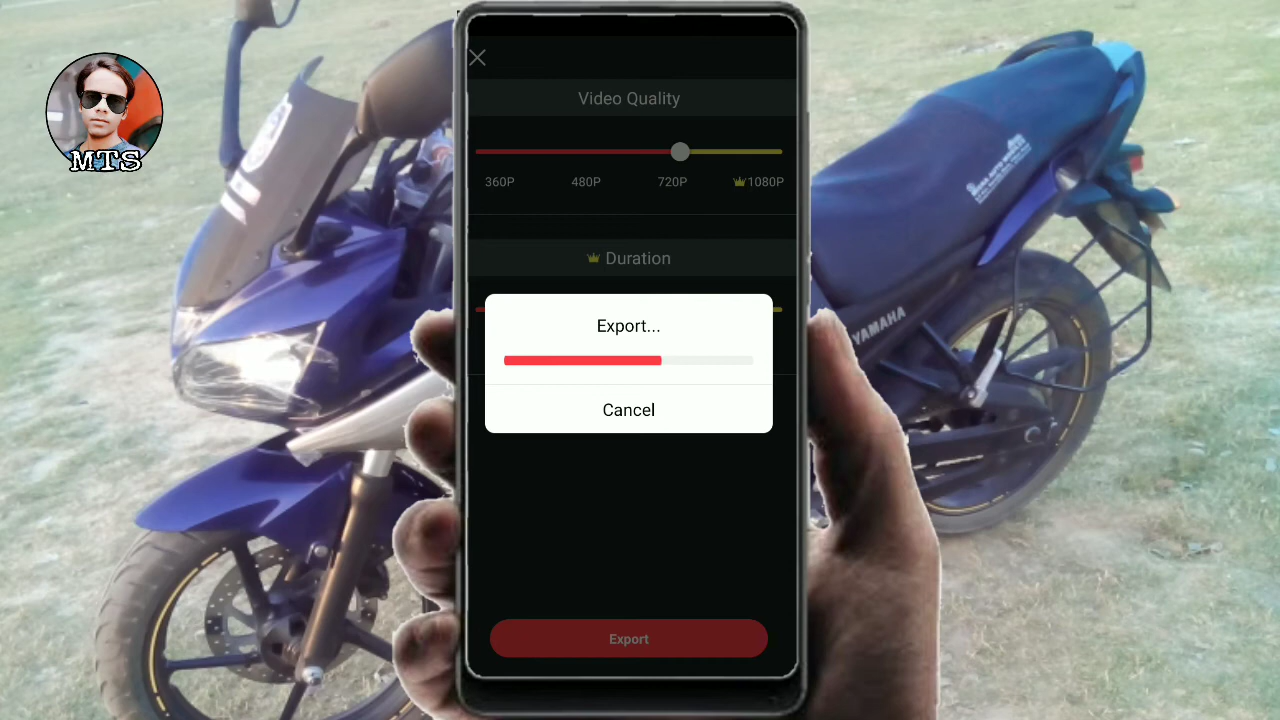 MTS
Video Quality
360P 480P 720P 1080P
Duration
Export...
Cancel
Export
YAMAHA